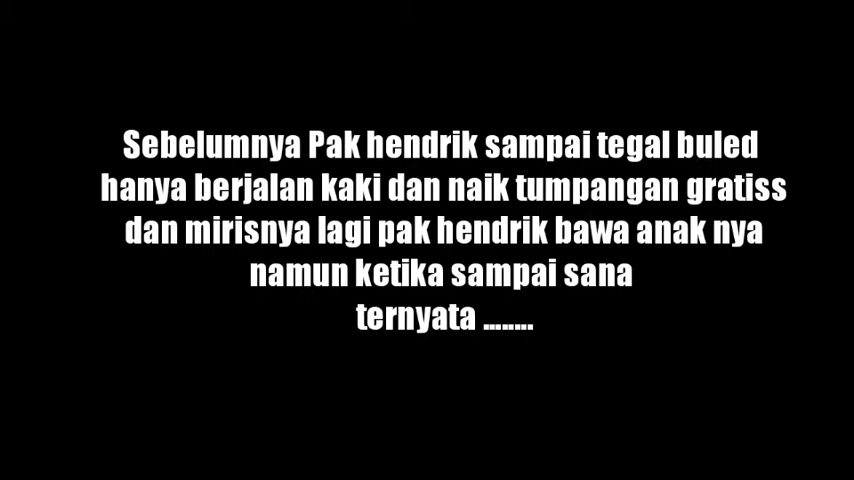 Sebelumnya Pak hendrik sampai tegal buled
hanya berjalan kaki dan naik tumpangan gratiss
dan mirisnya lagi pak hendrik bawa anak nya
namun ketika sampai sana
ternyata ........